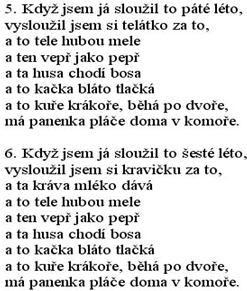 5. Když jsem já sloužil to páté léto,
vysloužil jsem si telátko za to,
a to tele hubou mele
a ten vepř jako pepř
a ta husa chodí bosa
a to kačka bláto tlačká
a to kuře krákoře, běhá po dvoře,
má panenka pláče doma v komoře.

6. Když jsem já sloužil to šesté léto,
vysloužil jsem si kravičku za to,
a ta kráva mléko dává
a to tele hubou mele
a ten vepř jako pepř
a ta husa chodí bosa
a to kačka bláto tlačká
a to kuře krákoře, běhá po dvoře,
má panenka pláče doma v komoře.